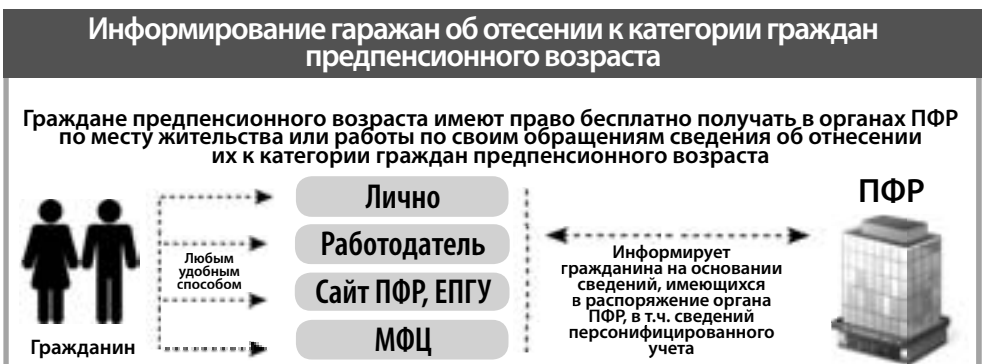 Информирование гаражан об отесении к категории граждан
предпенсионного возраста
Граждане предпенсионного возраста имеют право бесплатно получать в органах ПФР
по месту жительства или работы по своим обращениям сведения об отнесении
их к категории граждан предпенсионного возраста
Гражданин
Любым
удобным
способом
Лично
Работодатель
Сайт ПФР, ЕПГУ
МФЦ
Информирует
гражданина на основании
сведений, имеющихся
в распоряжение органа
ПФР, в т.ч. сведений
персонифицированного
учета
ПФР